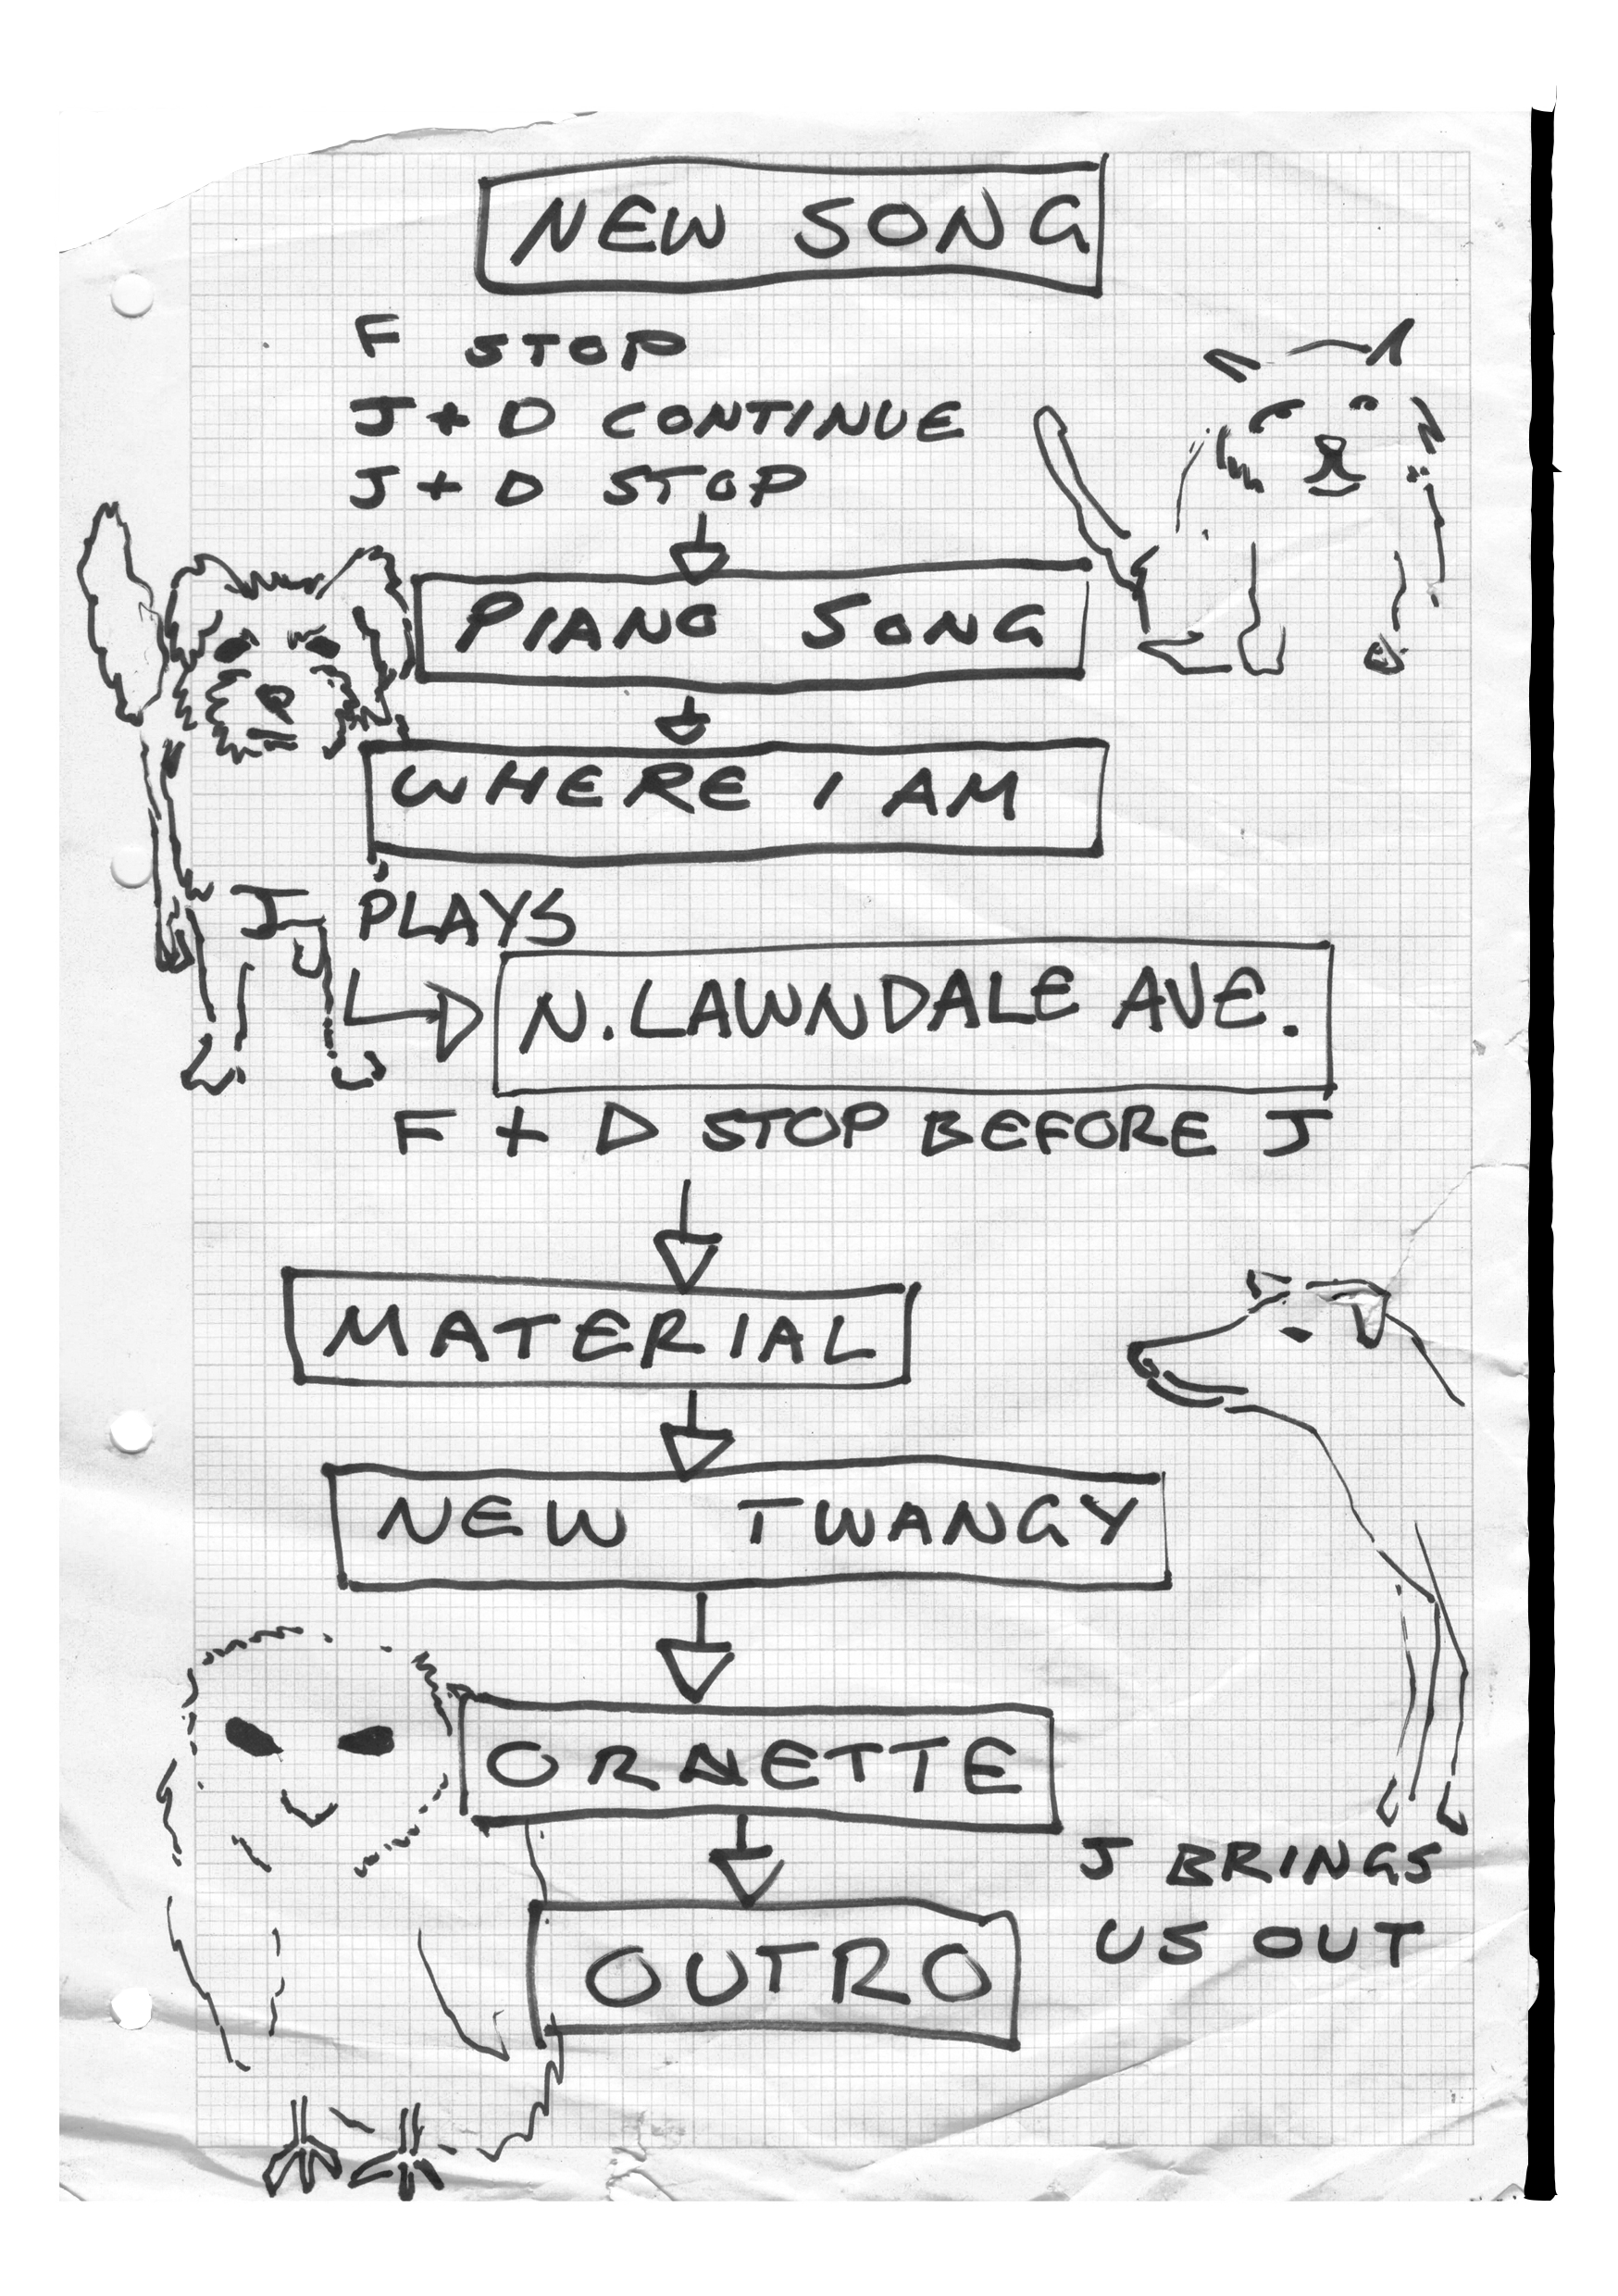 NEW SONG
F STOP
J + D CONTINUE
J + D STOP
PIANO SONG
WHERE I AM
J PLAYS
N. LAWNDALE AVE.
F + D STOP BEFORE J
MATERIAL
NEW TWANGY
ORNETTE
J BRINGS
US OUT
OUTRO